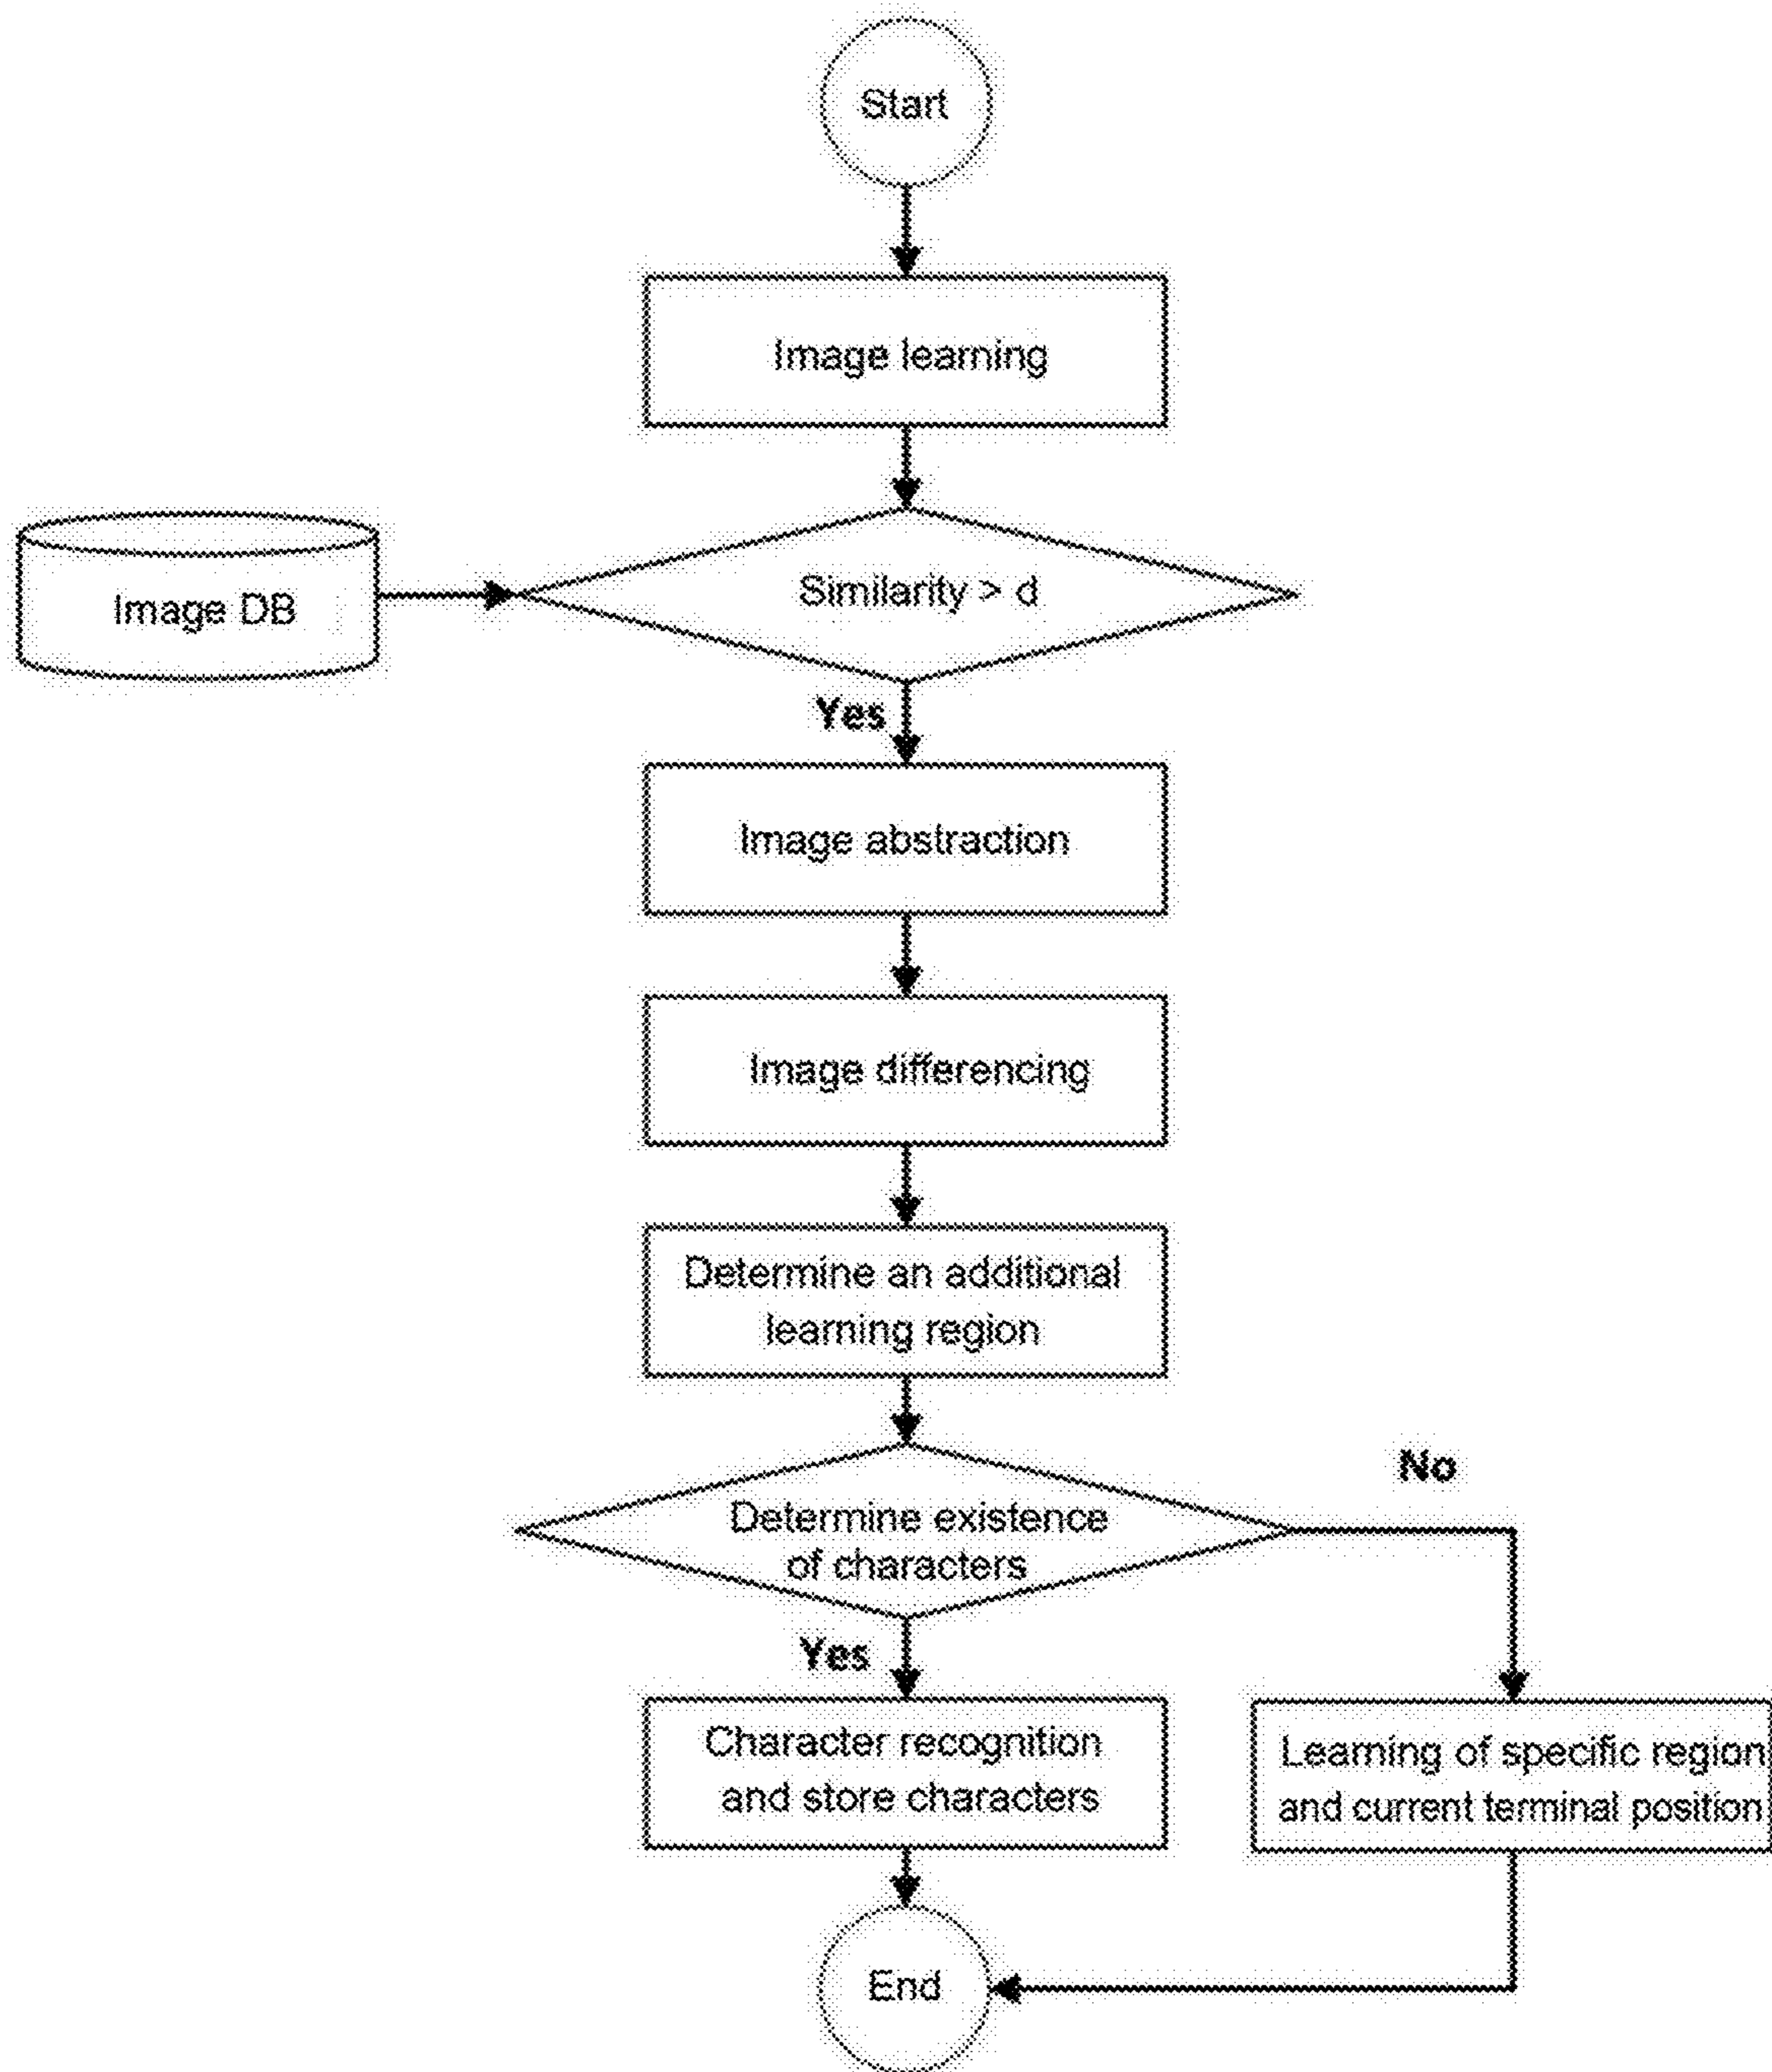 Start
Image learning
Similarity > d
Image DB
Yes
Image abstraction
Image differencing
Determine an additional
learning region
No
Determine existence
of characters
Yes
Character recognition
and store characters
Learning of specific region
and current terminal position
End